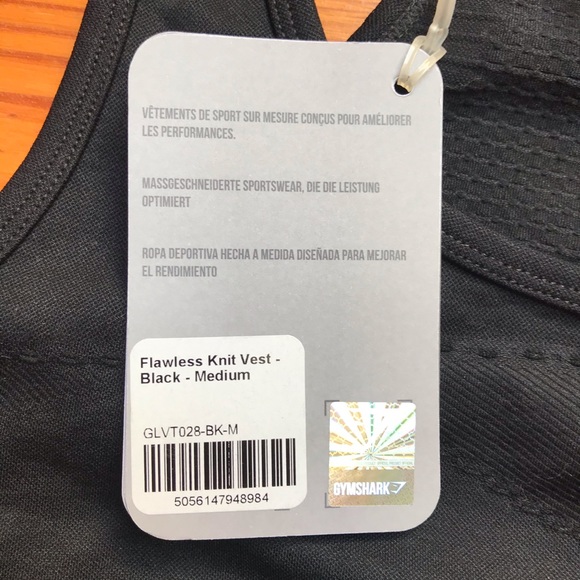 VÊTEMENTS DE SPORT SUR MESURE CONÇUS POUR AMÉLIORER
LES PERFORMANCES.
MASSGESCHNEIDERTE SPORTSWEAR, DIE DIE LEISTUNG
OPTIMIERT
ROPA DEPORTIVA HECHA A MEDIDA DISEÑADA PARA MEJORAR
EL RENDIMIENTO
Flawless Knit Vest -
Black - Medium
GLVT028-BK-M
5056147948984
GYMSHARK